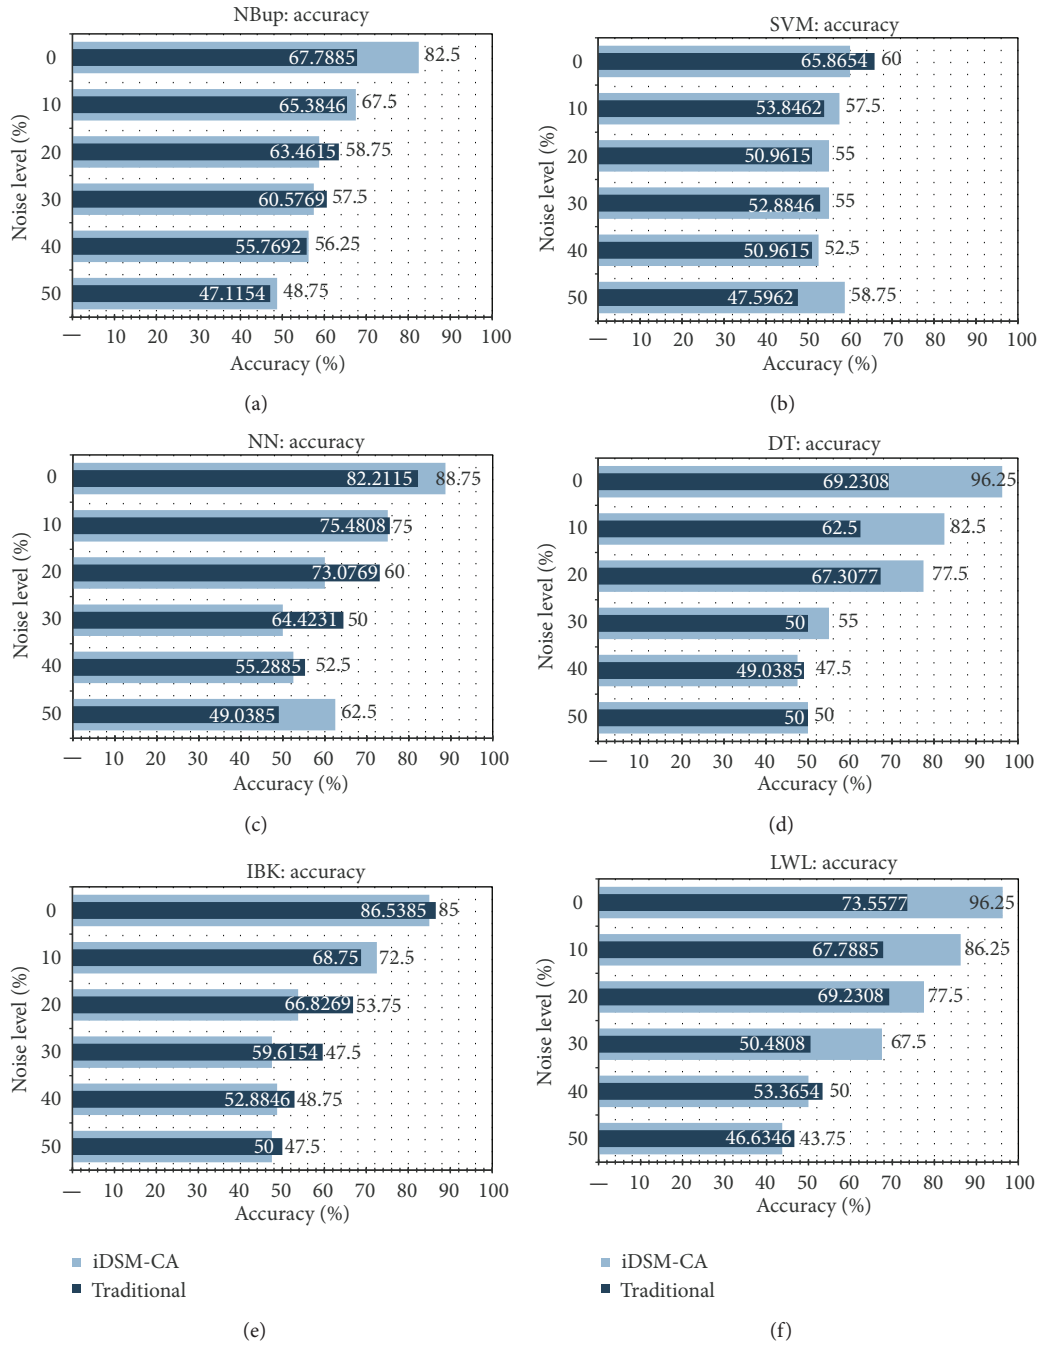 NBup: accuracy
Noise level (%)
0 67.7885 82.5
10 65.3846 67.5
20 63.4615 58.75
30 60.5769 57.5
40 55.7692 56.25
50 47.1154 48.75
— 10 20 30 40 50 60 70 80 90 100
Accuracy (%)
(a)
SVM: accuracy
Noise level (%)
0 65.8654 60
10 53.8462 57.5
20 50.9615 55
30 52.8846 55
40 50.9615 52.5
50 47.5962 58.75
— 10 20 30 40 50 60 70 80 90 100
Accuracy (%)
(b)
NN: accuracy
Noise level (%)
0 82.2115 88.75
10 75.4808 75
20 73.0769 60
30 64.4231 50
40 55.2885 52.5
50 49.0385 62.5
— 10 20 30 40 50 60 70 80 90 100
Accuracy (%)
(c)
DT: accuracy
Noise level (%)
0 69.2308 96.25
10 62.5 82.5
20 67.3077 77.5
30 50 55
40 49.0385 47.5
50 50 50
— 10 20 30 40 50 60 70 80 90 100
Accuracy (%)
(d)
IBK: accuracy
Noise level (%)
0 86.5385 85
10 68.75 72.5
20 66.8269 53.75
30 59.6154 47.5
40 52.8846 48.75
50 50 47.5
— 10 20 30 40 50 60 70 80 90 100
Accuracy (%)
iDSM-CA
Traditional
(e)
LWL: accuracy
Noise level (%)
0 73.5577 96.25
10 67.7885 86.25
20 69.2308 77.5
30 50.4808 67.5
40 53.3654 50
50 46.6346 43.75
— 10 20 30 40 50 60 70 80 90 100
Accuracy (%)
iDSM-CA
Traditional
(f)